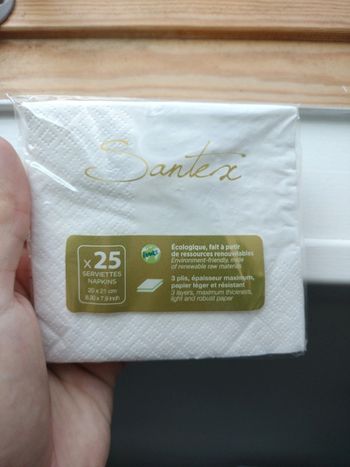 Santex
x 25
SERVIETTES
NAPKINS
20 x 21 cm
8.30 x 7.9 inch
Écologique, fait à patir
de ressources renouvelables
Environment-friendly, made
of renewable raw materials
3 plis, épaisseur maximum,
papier léger et résistant
3 layers, maximum thickness,
light and robust paper